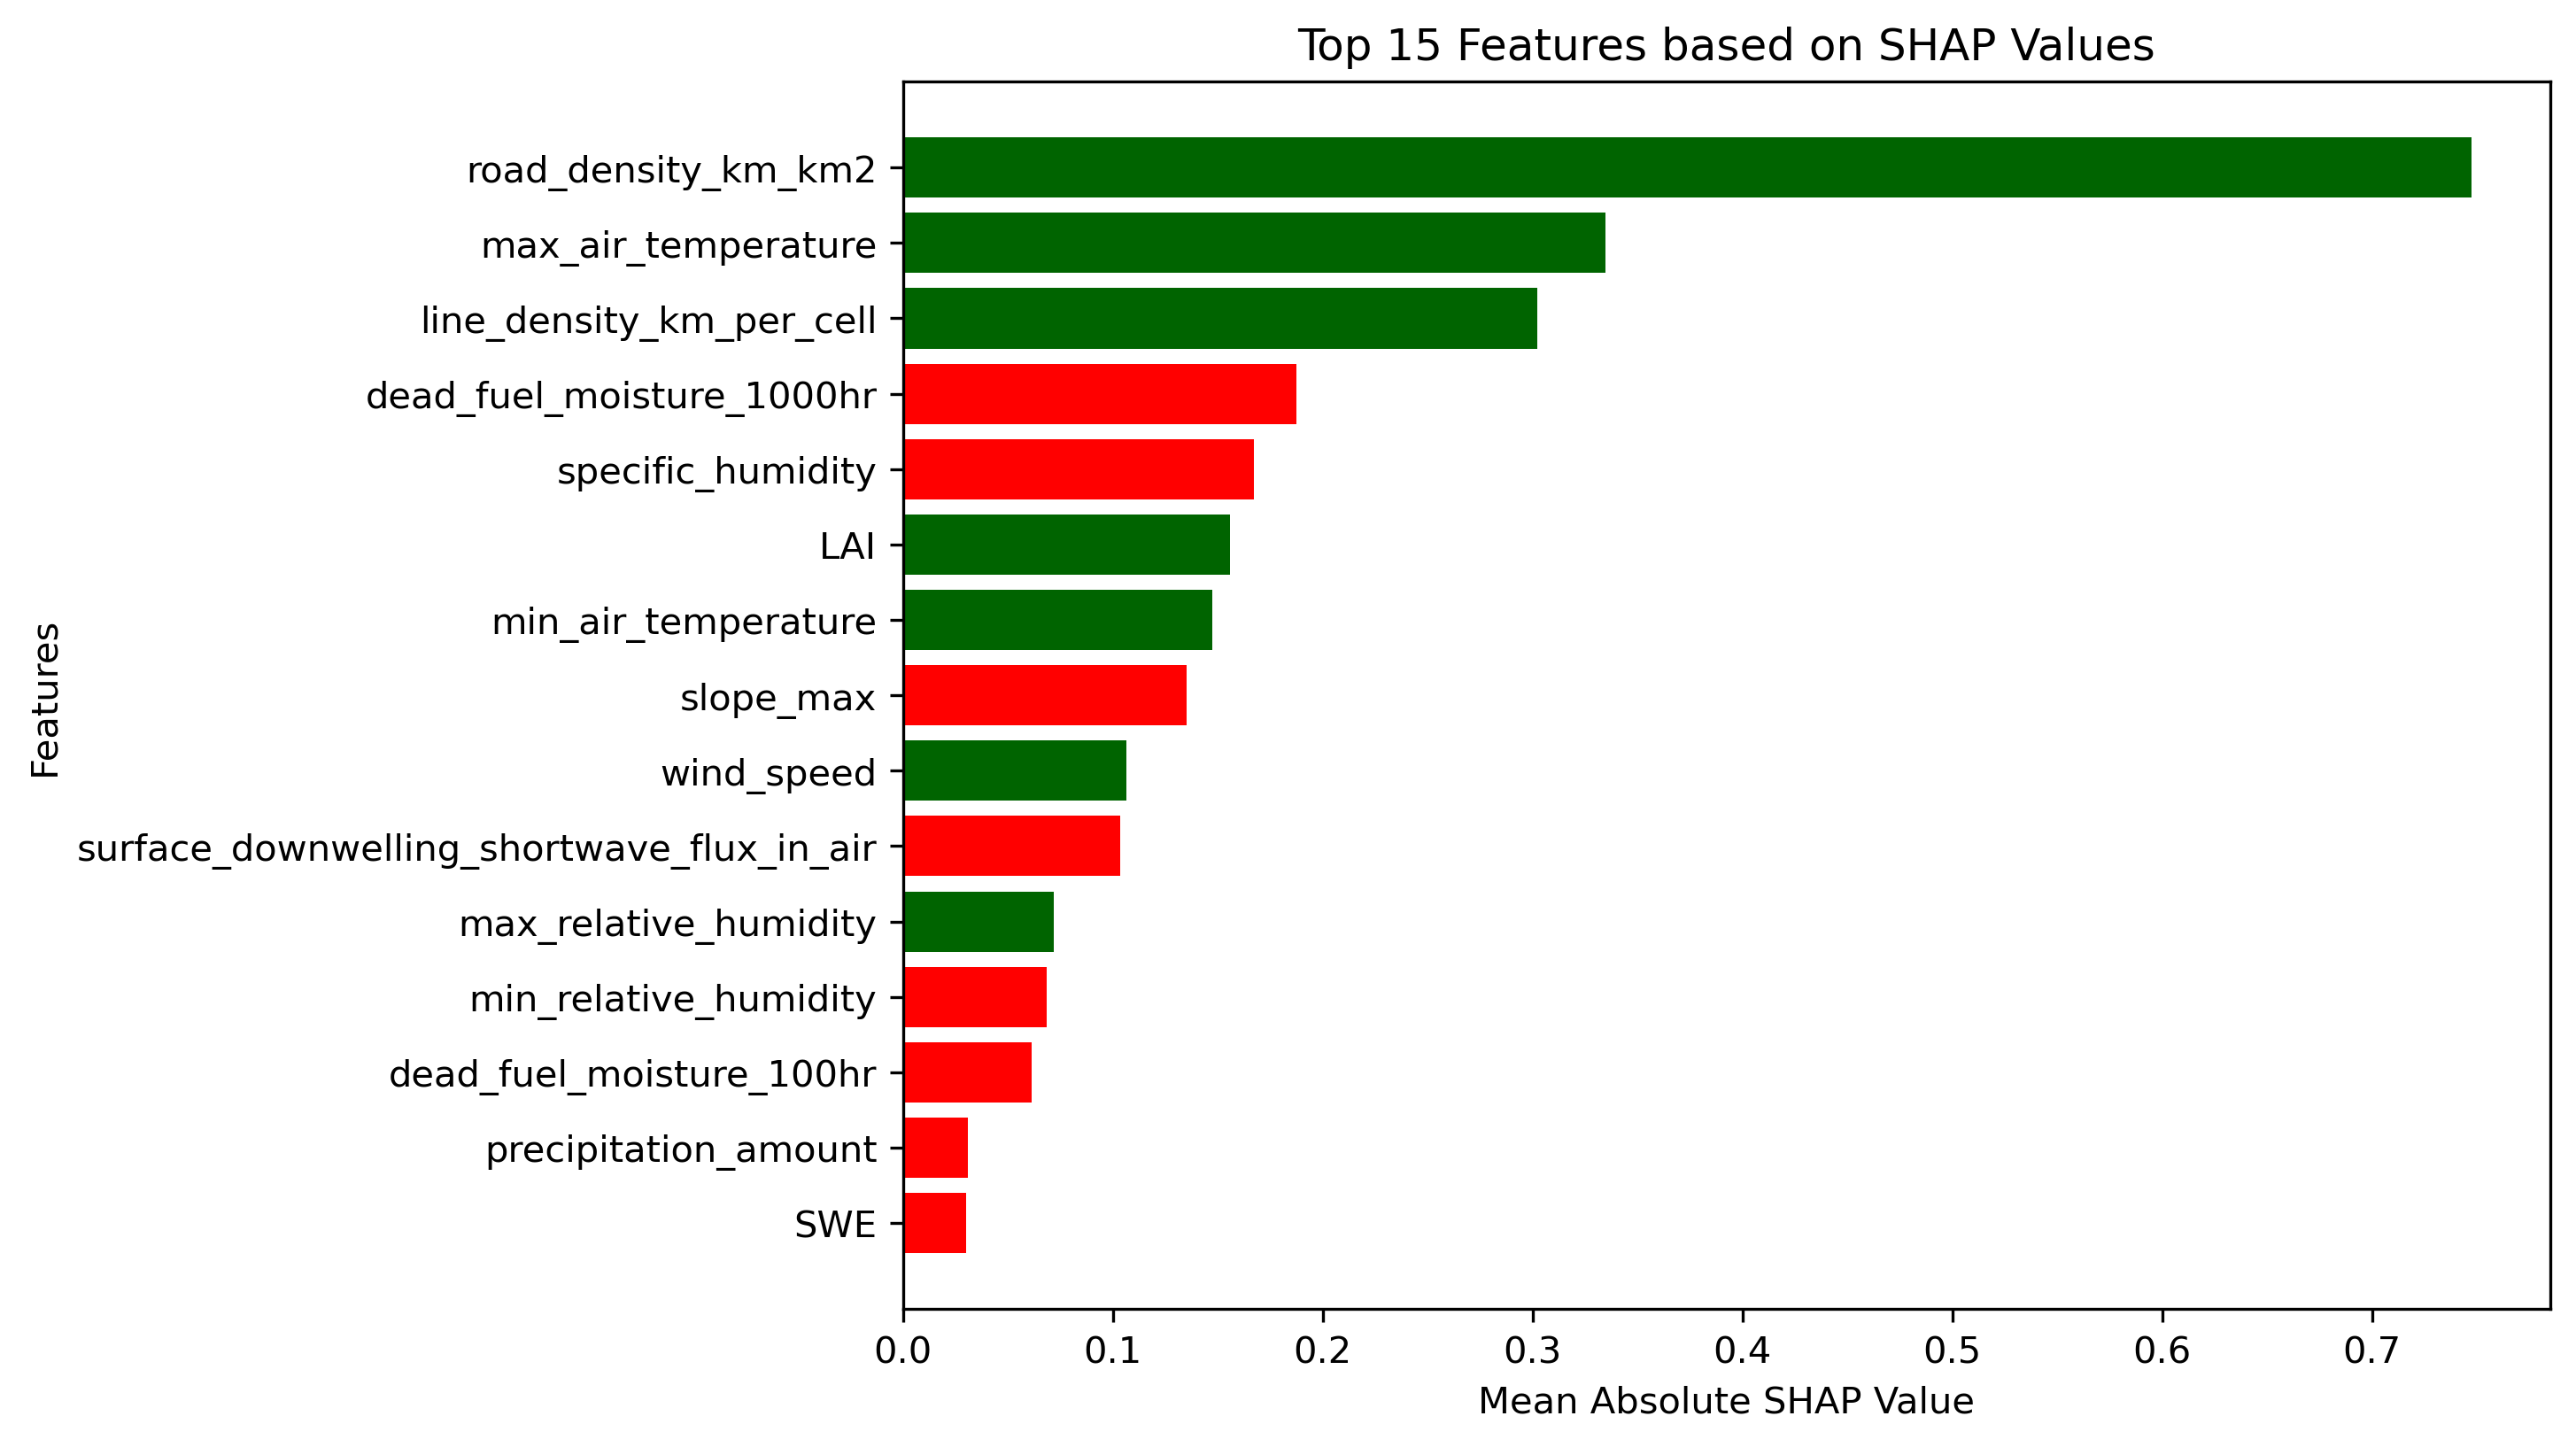 Top 15 Features based on SHAP Values
Features
road_density_km_km2
max_air_temperature
line_density_km_per_cell
dead_fuel_moisture_1000hr
specific_humidity
LAI
min_air_temperature
slope_max
wind_speed
surface_downwelling_shortwave_flux_in_air
max_relative_humidity
min_relative_humidity
dead_fuel_moisture_100hr
precipitation_amount
SWE
0.0 0.1 0.2 0.3 0.4 0.5 0.6 0.7
Mean Absolute SHAP Value